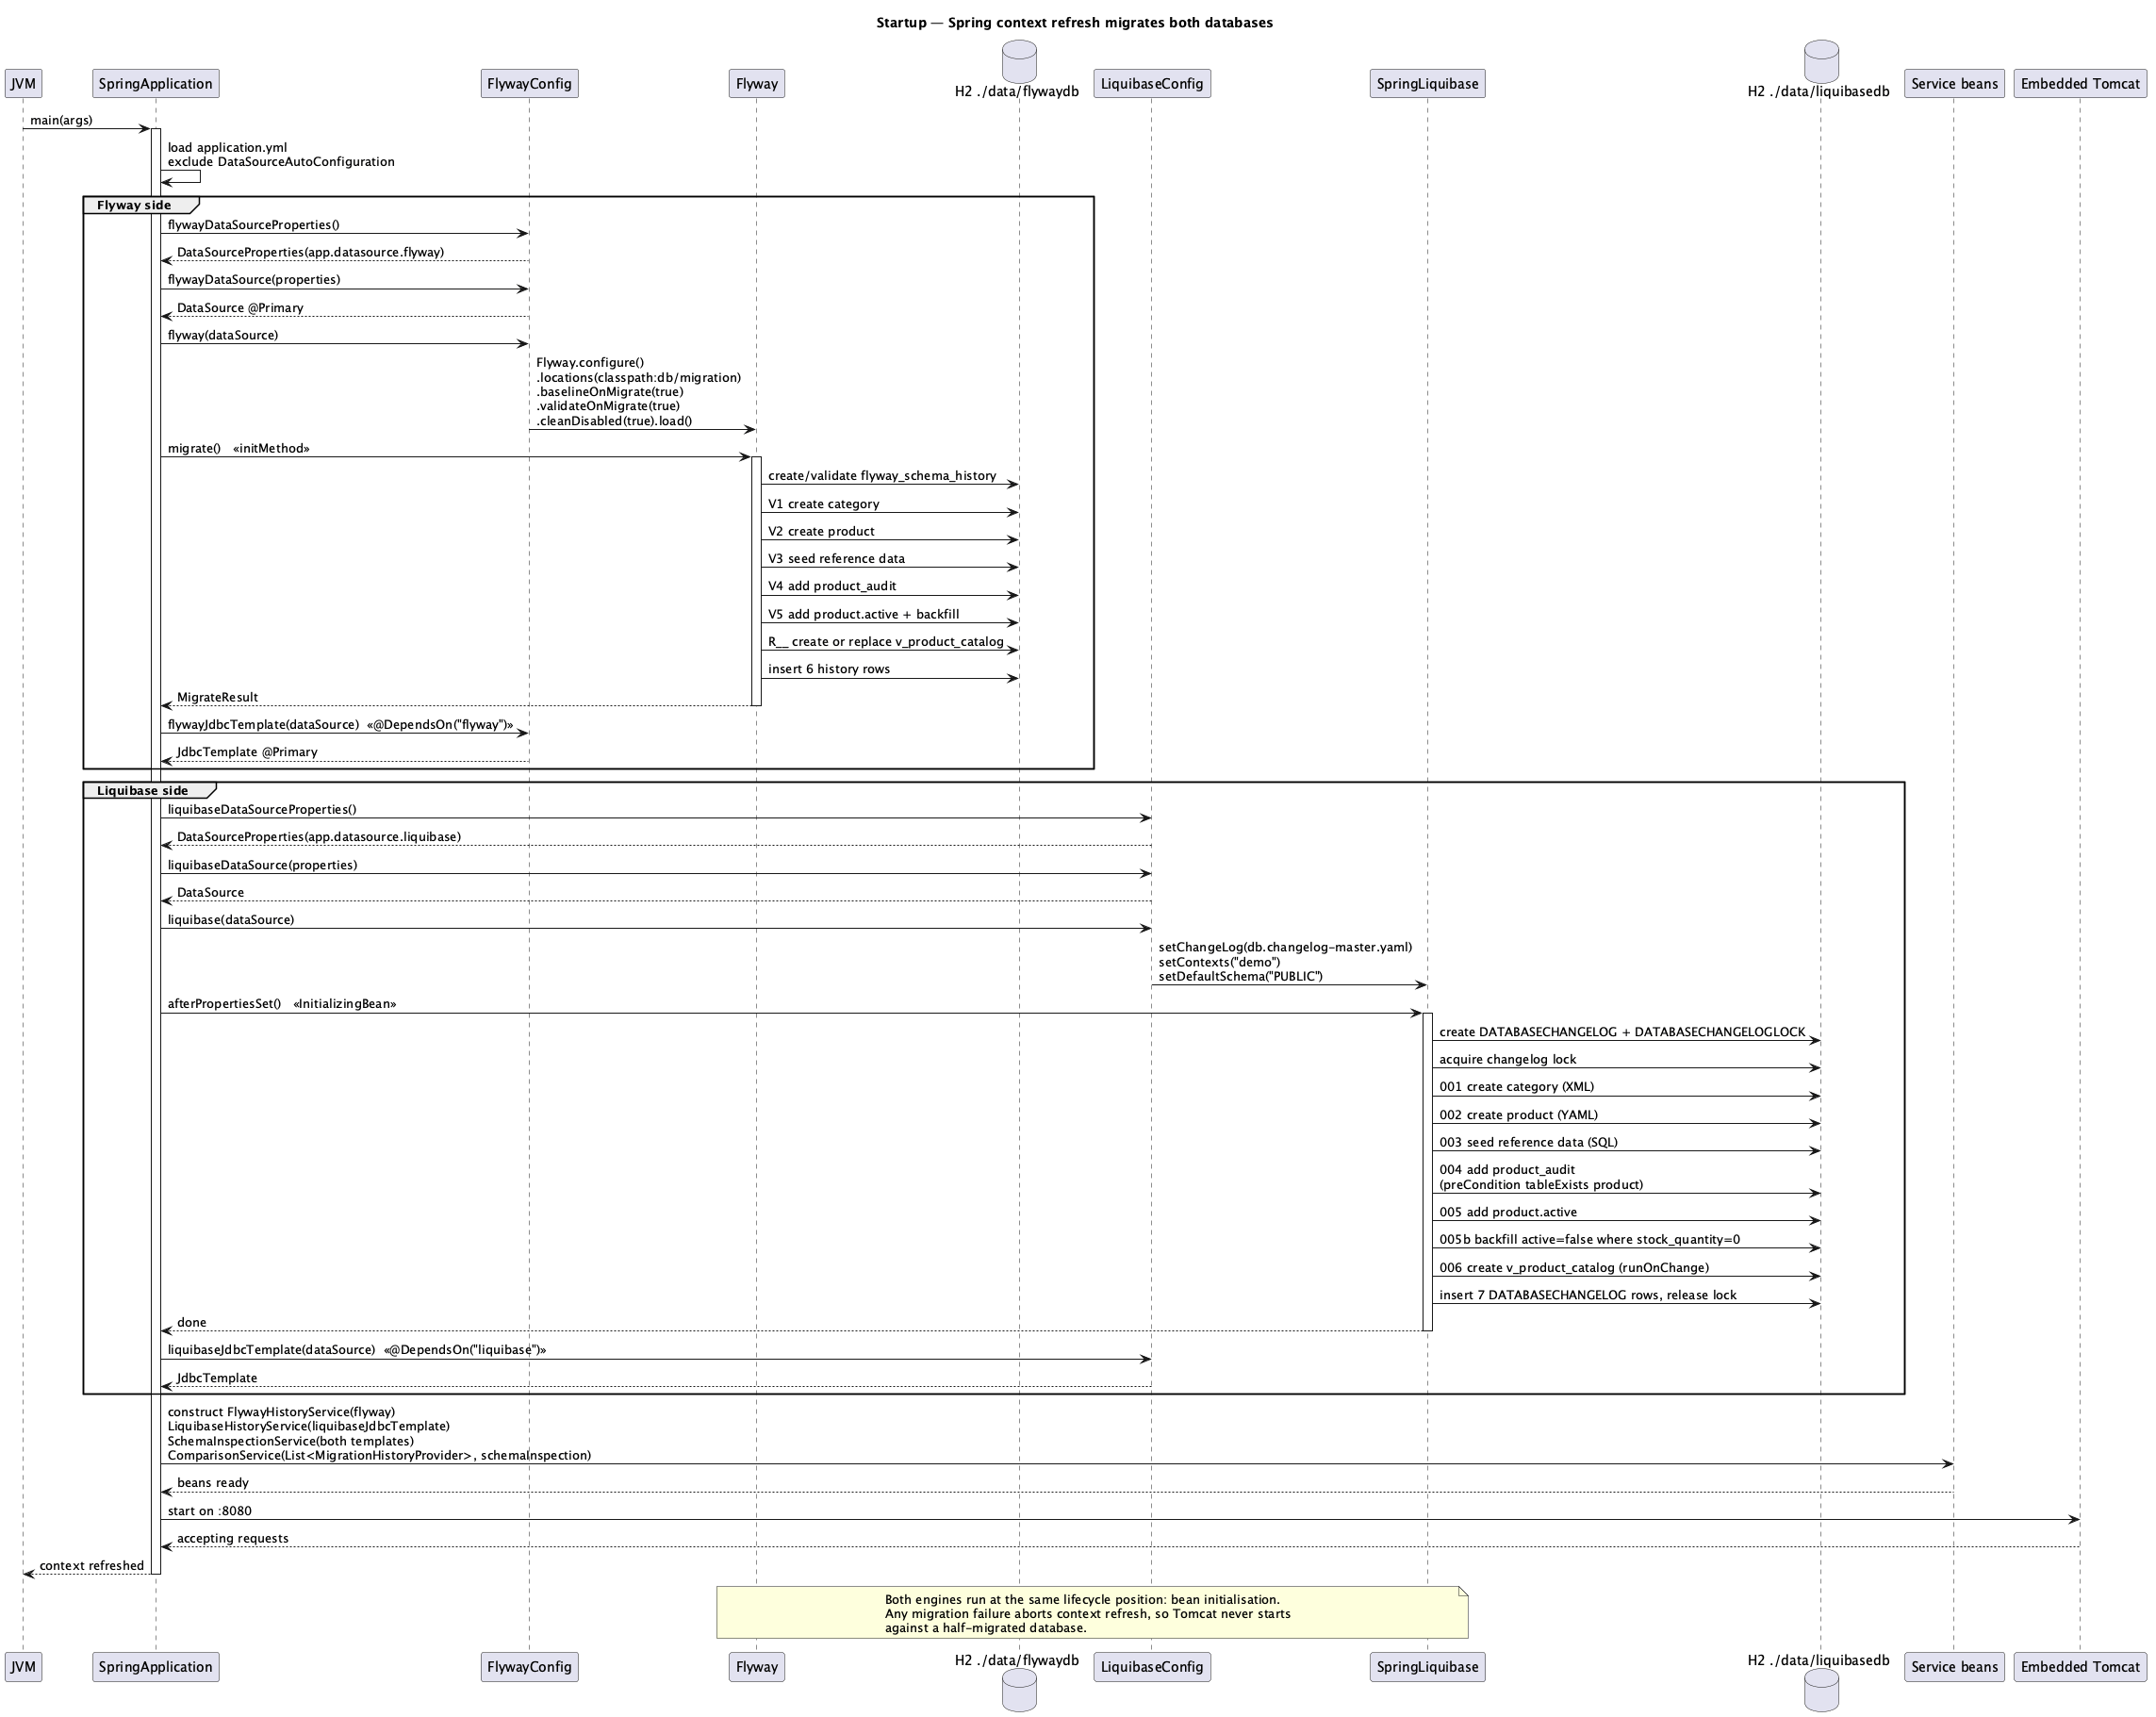 Startup — Spring context refresh migrates both databases
JVM
SpringApplication
FlywayConfig
Flyway
H2 ./data/flywaydb
LiquibaseConfig
SpringLiquibase
H2 ./data/liquibasedb
Service beans
Embedded Tomcat
main(args)
load application.yml
exclude DataSourceAutoConfiguration
Flyway side
flywayDataSourceProperties()
DataSourceProperties(app.datasource.flyway)
flywayDataSource(properties)
DataSource @Primary
flyway(dataSource)
Flyway.configure()
.locations(classpath:db/migration)
.baselineOnMigrate(true)
.validateOnMigrate(true)
.cleanDisabled(true).load()
migrate() «initMethod»
create/validate flyway_schema_history
V1 create category
V2 create product
V3 seed reference data
V4 add product_audit
V5 add product.active + backfill
R__ create or replace v_product_catalog
insert 6 history rows
MigrateResult
flywayJdbcTemplate(dataSource) «@DependsOn("flyway")»
JdbcTemplate @Primary
Liquibase side
liquibaseDataSourceProperties()
DataSourceProperties(app.datasource.liquibase)
liquibaseDataSource(properties)
DataSource
liquibase(dataSource)
setChangeLog(db.changelog-master.yaml)
setContexts("demo")
setDefaultSchema("PUBLIC")
afterPropertiesSet() «InitializingBean»
create DATABASECHANGELOG + DATABASECHANGELOGLOCK
acquire changelog lock
001 create category (XML)
002 create product (YAML)
003 seed reference data (SQL)
004 add product_audit
(preCondition tableExists product)
005 add product.active
005b backfill active=false where stock_quantity=0
006 create v_product_catalog (runOnChange)
insert 7 DATABASECHANGELOG rows, release lock
done
liquibaseJdbcTemplate(dataSource) «@DependsOn("liquibase")»
JdbcTemplate
construct FlywayHistoryService(flyway)
LiquibaseHistoryService(liquibaseJdbcTemplate)
SchemaInspectionService(both templates)
ComparisonService(List<MigrationHistoryProvider>, schemaInspection)
beans ready
start on :8080
accepting requests
context refreshed
Both engines run at the same lifecycle position: bean initialisation.
Any migration failure aborts context refresh, so Tomcat never starts
against a half-migrated database.
JVM
SpringApplication
FlywayConfig
Flyway
H2 ./data/flywaydb
LiquibaseConfig
SpringLiquibase
H2 ./data/liquibasedb
Service beans
Embedded Tomcat